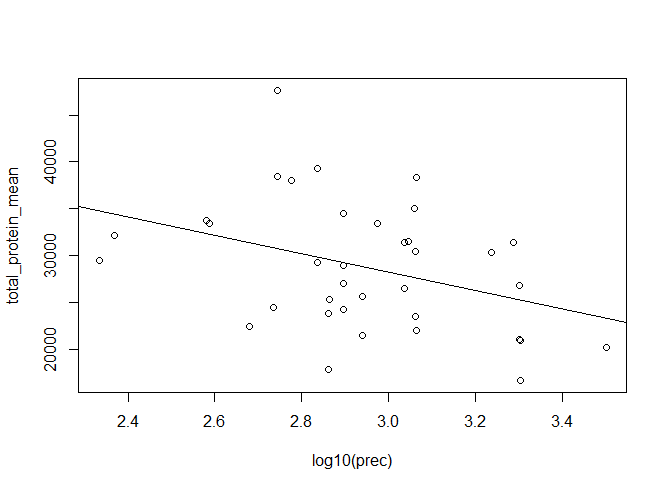 total_protein_mean
40000
30000
20000
2.4 2.6 2.8 3.0 3.2 3.4
log10(prec)